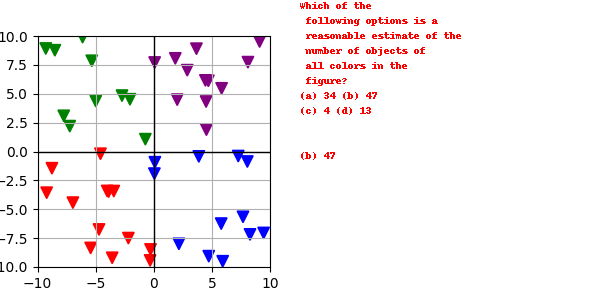 Which of the
following options is a
reasonable estimate of the
number of objects of
all colors in the
figure?
(a) 34 (b) 47
(c) 4 (d) 13
(b) 47
10.0
7.5
5.0
2.5
0.0
−2.5
−5.0
−7.5
10.0
−10 −5 0 5 10